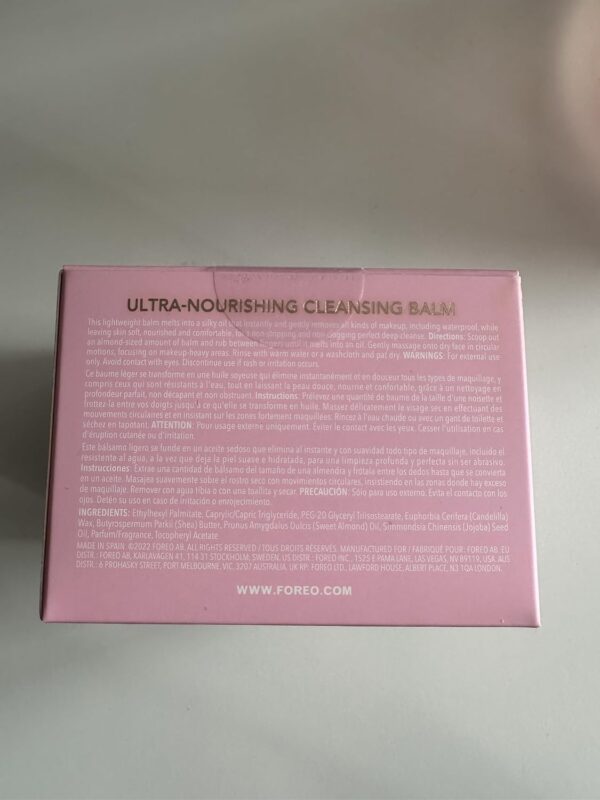 ULTRA-NOURISHING CLEANSING BALM
This lightweight balm melts into a silky oil that instantly and gently removes all kinds of makeup, including waterproof, while
leaving skin soft, nourished and comfortable, for a non-stripping and non-clogging perfect deep cleanse. Directions: Scoop out
an almond-sized amount of balm and rub between fingers until it melts into an oil. Gently massage onto dry face in circular
motions, focusing on makeup-heavy areas. Rinse with warm water or a washcloth and pat dry. WARNINGS: For external use
only. Avoid contact with eyes. Discontinue use if rash or irritation occurs.
Ce baume léger se transforme en une huile soyeuse qui élimine instantanément et en douceur tous les types de maquillage, y
compris ceux qui sont résistants à l'eau, tout en laissant la peau douce, nourrie et confortable, grâce à un nettoyage en
profondeur parfait, non décapant et non obstruant. Instructions: Prélevez une quantité de baume de la taille d'une noisette et
frottez-la entre vos doigts jusqu'à ce qu'elle se transforme en huile. Massez délicatement le visage sec en effectuant des
mouvements circulaires et en insistant sur les zones fortement maquillées. Rincez à l'eau chaude ou avec un gant de toilette et
séchez en tapotant. ATTENTION: Pour usage externe uniquement. Éviter le contact avec les yeux. Cesser l'utilisation en cas
d'éruption cutanée ou d'irritation.
Este bálsamo ligero se funde en un aceite sedoso que elimina al instante y con suavidad todo tipo de maquillaje, incluido el
resistente al agua, a la vez que deja la piel suave e hidratada, para una limpieza profunda y perfecta sin ser abrasivo.
Instrucciones: Extrae una cantidad de bálsamo del tamaño de una almendra y frótala entre los dedos hasta que se convierta
en un aceite. Masajea suavemente sobre el rostro seco con movimientos circulares, insistiendo en las zonas donde hay exceso
de maquillaje. Remover con agua tibia o con una toallita y secar. PRECAUCIÓN: Sólo para uso externo. Evita el contacto con los
ojos. Detén su uso en caso de irritación o enrojecimiento.
INGREDIENTS: Ethylhexyl Palmitate, Caprylic/Capric Triglyceride, PEG-20 Glyceryl Triisostearate, Euphorbia Cerifera (Candelilla)
Wax, Butyrospermum Parkii (Shea) Butter, Prunus Amygdalus Dulcis (Sweet Almond) Oil, Simmondsia Chinensis (Jojoba) Seed
Oil, Parfum/Fragrance, Tocopheryl Acetate
MADE IN SPAIN. ©2022 FOREO AB. ALL RIGHTS RESERVED / TOUS DROITS RÉSERVÉS. MANUFACTURED FOR / FABRIQUÉ POUR: FOREO AB. EU
DISTR.: FOREO AB, KARLAVÄGEN 41, 114 31 STOCKHOLM, SWEDEN. US DISTR.: FOREO INC., 1525 E PAMA LANE, LAS VEGAS, NV 89119, USA. AUS
DISTR.: 6 PROHASKY STREET, PORT MELBOURNE, VIC, 3207 AUSTRALIA. UK RP: FOREO LTD., LAWFORD HOUSE, ALBERT PLACE, N3 1QA LONDON.
WWW.FOREO.COM